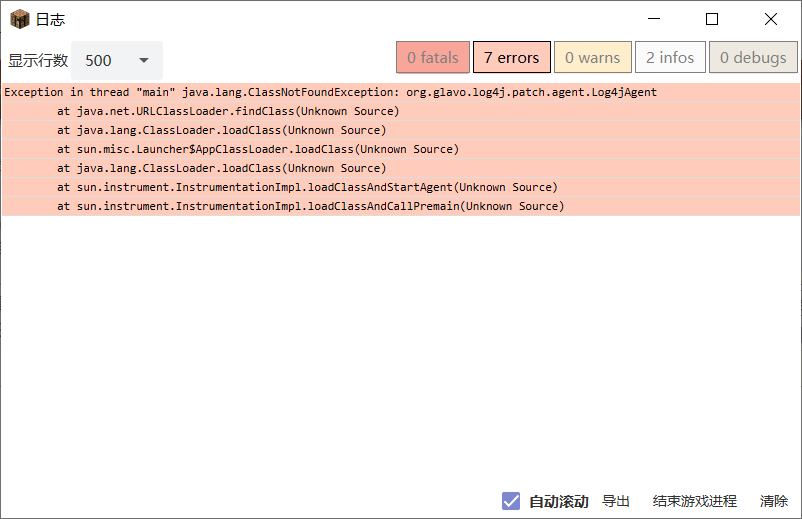 日志
显示行数 500 0 fatals 7 errors 0 warns 2 infos 0 debugs
Exception in thread "main" java.lang.ClassNotFoundException: org.glavo.log4j.patch.agent.Log4jAgent
at java.net.URLClassLoader.findClass(Unknown Source)
at java.lang.ClassLoader.loadClass(Unknown Source)
at sun.misc.Launcher$AppClassLoader.loadClass(Unknown Source)
at java.lang.ClassLoader.loadClass(Unknown Source)
at sun.instrument.InstrumentationImpl.loadClassAndStartAgent(Unknown Source)
at sun.instrument.InstrumentationImpl.loadClassAndCallPremain(Unknown Source)
自动滚动 导出 结束游戏进程 清除